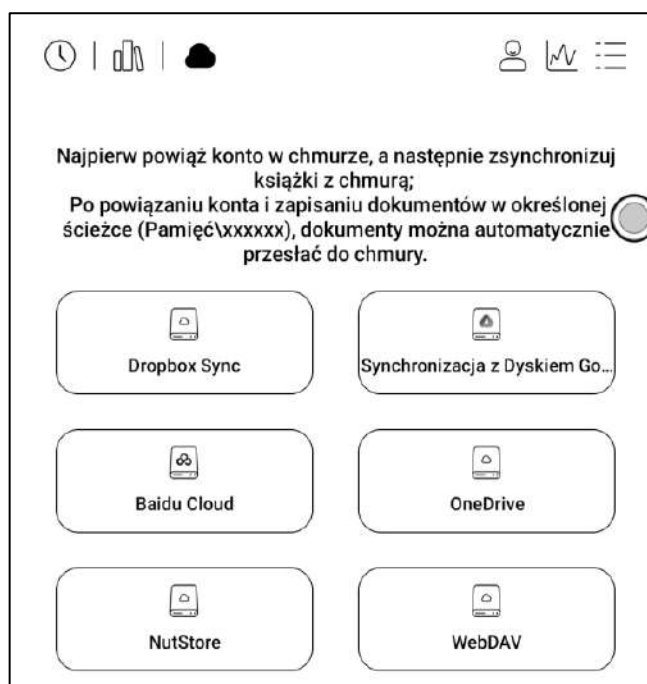 Najpierw powiąż konto w chmurze, a następnie zsynchronizuj
książki z chmurą;
Po powiązaniu konta i zapisaniu dokumentów w określonej
ścieżce (Pamięć\xxxxxx), dokumenty można automatycznie
przesłać do chmury.
Dropbox Sync
Synchronizacja z Dyskiem Go...
Baidu Cloud
OneDrive
NutStore
WebDAV